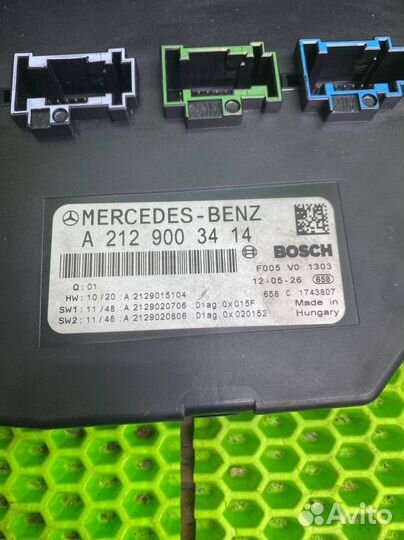 MERCEDES-BENZ
A 212 900 34 14
BOSCH
F005 V0 1303
Q: 01
12-05-26 658
HW: 10/20: A 2129015104
658 C 1743807
SW1: 11/48: A 2129020706 Diag: 0x015F
Made in
SW2: 11/48: A 2129020806 Diag: 0x020152
Hungary
Avito